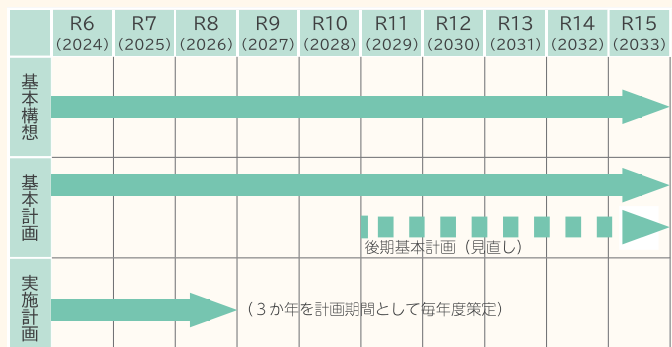 R6 R7 R8 R9 R10 R11 R12 R13 R14 R15
(2024) (2025) (2026) (2027) (2028) (2029) (2030) (2031) (2032) (2033)
基本構想
基本計画
後期基本計画（見直し）
実施計画
（３か年を計画期間として毎年度策定）